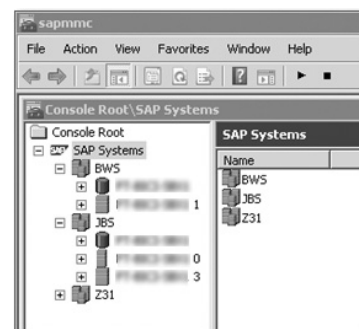 sapmmc
File Action View Favorites Window Help
Console Root\SAP Systems
Console Root
SAP Systems
BWS
1
JBS
0
3
Z31
SAP Systems
Name
BWS
JBS
Z31